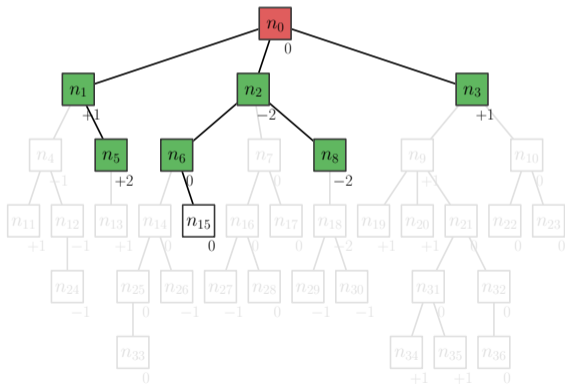 n0
0
n1 n2 n3
+1 −2 +1
n4 n5 n6 n7 n8 n9 n10
−1 +2 0 0 −2 +1 0
n11 n12 n13 n14 n15 n16 n17 n18 n19 n20 n21 n22 n23
+1 −1 +1 0 0 0 0 −2 +1 +1 0 0 0
n24 n25 n26 n27 n28 n29 n30 n31 n32
−1 0 −1 −1 0 −1 −1 0 0
n33 n34 n35 n36
0 +1 +1 0